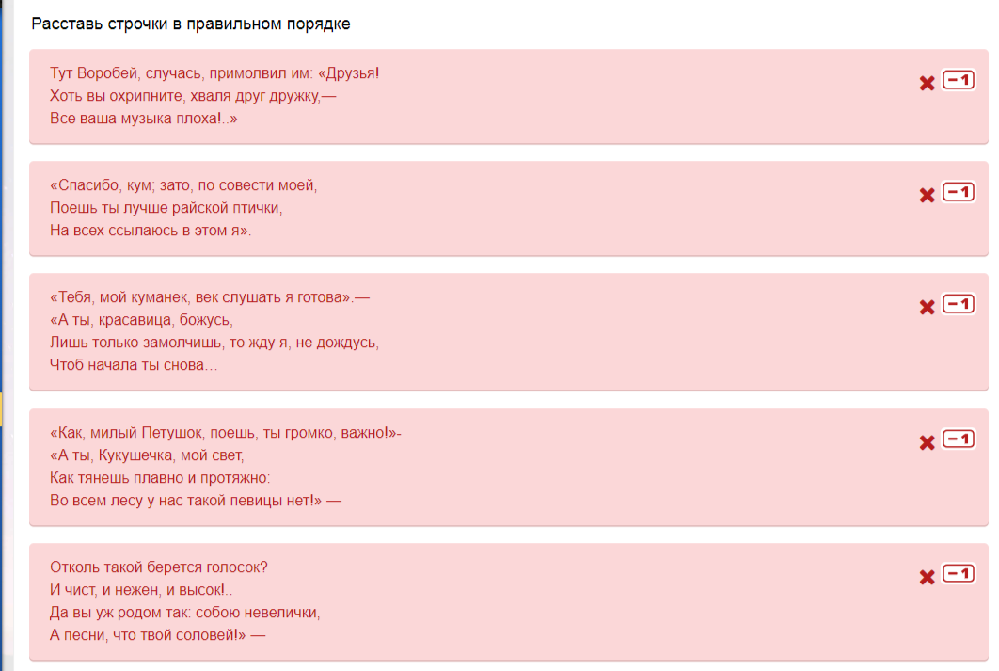 Расставь строчки в правильном порядке
Тут Воробей, случась, примолвил им: «Друзья!
Хоть вы охрипните, хваля друг дружку,—
Все ваша музыка плоха!..»
−1
«Спасибо, кум; зато, по совести моей,
Поешь ты лучше райской птички,
На всех ссылаюсь в этом я».
−1
«Тебя, мой куманек, век слушать я готова».—
«А ты, красавица, божусь,
Лишь только замолчишь, то жду я, не дождусь,
Чтоб начала ты снова...
−1
«Как, милый Петушок, поешь, ты громко, важно!»-
«А ты, Кукушечка, мой свет,
Как тянешь плавно и протяжно:
Во всем лесу у нас такой певицы нет!» —
−1
Отколь такой берется голосок?
И чист, и нежен, и высок!..
Да вы уж родом так: собою невелички,
А песни, что твой соловей!» —
−1